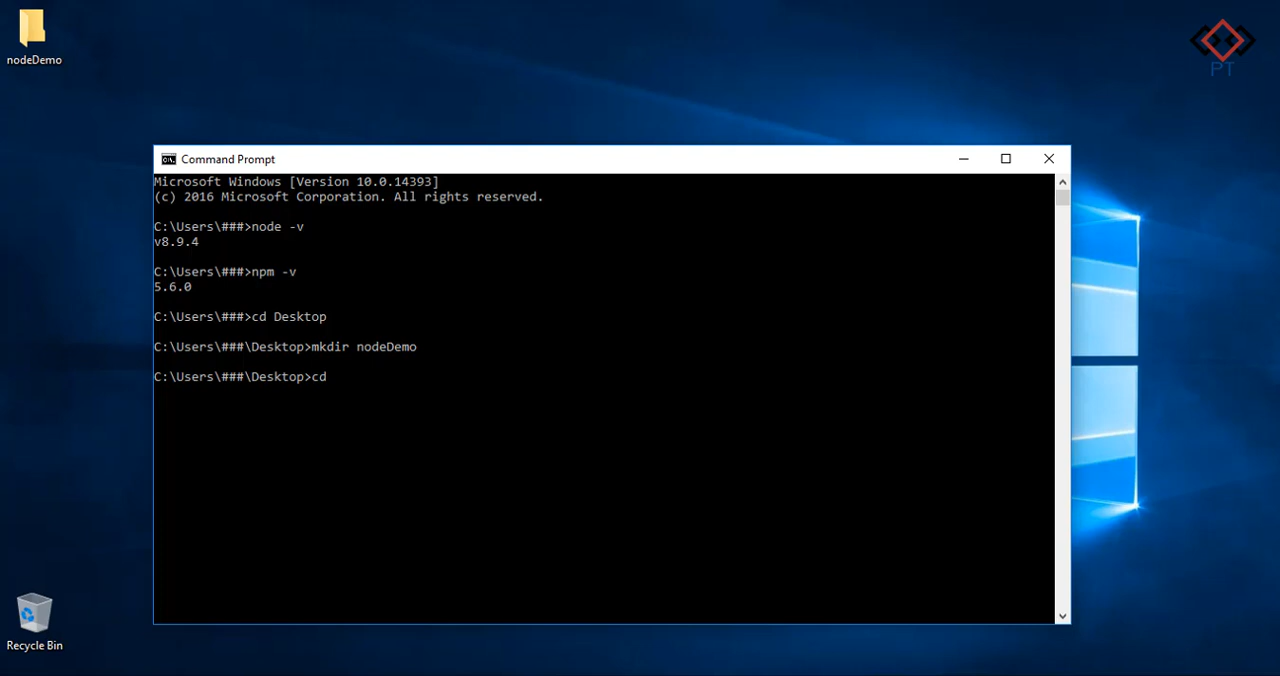 nodeDemo
PT
Command Prompt
Microsoft Windows [Version 10.0.14393]
(c) 2016 Microsoft Corporation. All rights reserved.
C:\Users\###>node -v
v8.9.4
C:\Users\###>npm -v
5.6.0
C:\Users\###>cd Desktop
C:\Users\###\Desktop>mkdir nodeDemo
C:\Users\###\Desktop>cd
Recycle Bin